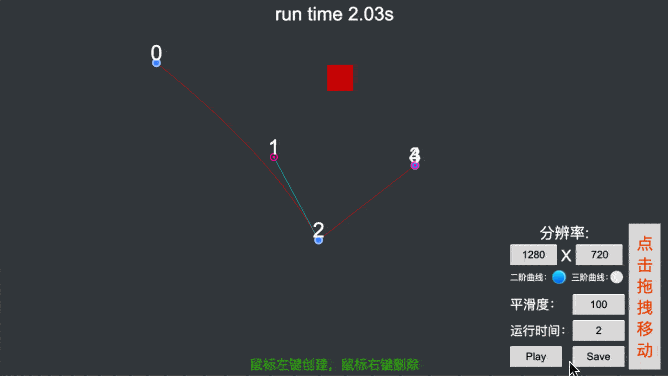 run time 2.03s
0
1
2
分辨率:
1280 X 720
二阶曲线: 三阶曲线:
平滑度: 100
运行时间: 2
Play Save
点击拖拽移动
鼠标左键创建，鼠标右键删除